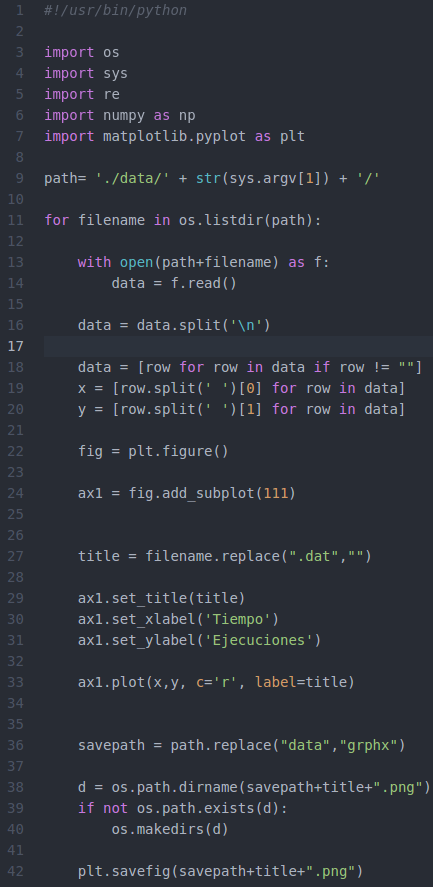 1 #!/usr/bin/python
2
3 import os
4 import sys
5 import re
6 import numpy as np
7 import matplotlib.pyplot as plt
8
9 path= './data/' + str(sys.argv[1]) + '/'
10
11 for filename in os.listdir(path):
12
13     with open(path+filename) as f:
14         data = f.read()
15
16     data = data.split('\n')
17
18     data = [row for row in data if row != ""]
19     x = [row.split(' ')[0] for row in data]
20     y = [row.split(' ')[1] for row in data]
21
22     fig = plt.figure()
23
24     ax1 = fig.add_subplot(111)
25
26
27     title = filename.replace(".dat","")
28
29     ax1.set_title(title)
30     ax1.set_xlabel('Tiempo')
31     ax1.set_ylabel('Ejecuciones')
32
33     ax1.plot(x,y, c='r', label=title)
34
35
36     savepath = path.replace("data","grphx")
37
38     d = os.path.dirname(savepath+title+".png")
39     if not os.path.exists(d):
40         os.makedirs(d)
41
42     plt.savefig(savepath+title+".png")